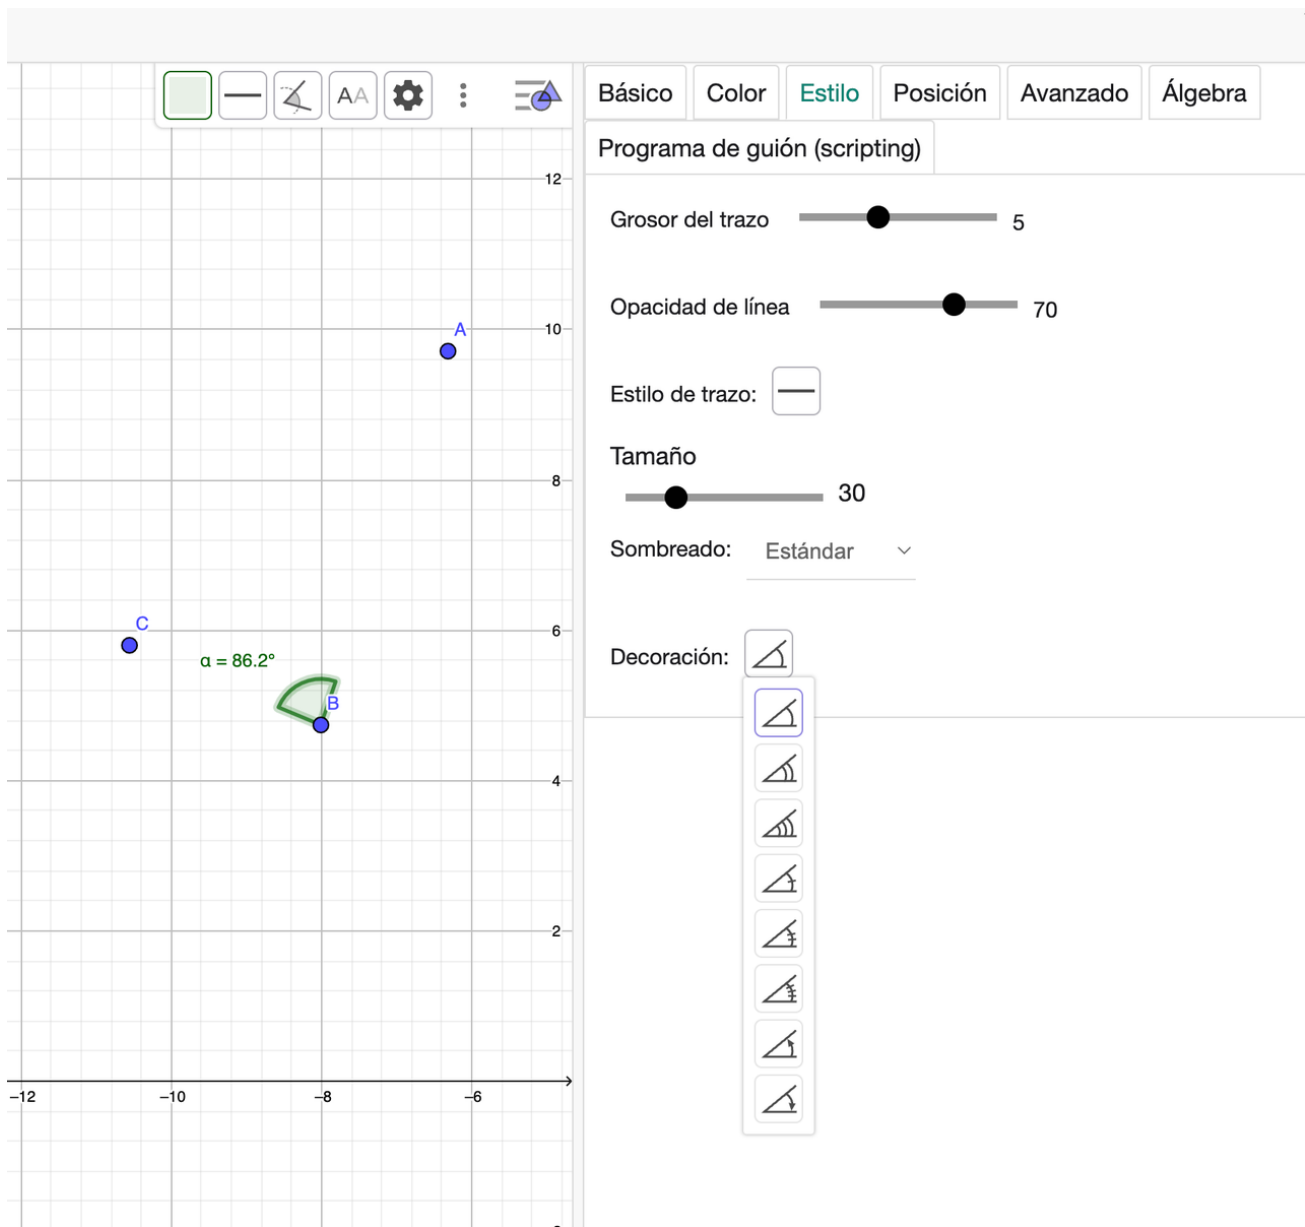 AA
Básico Color Estilo Posición Avanzado Álgebra
Programa de guión (scripting)
12
Grosor del trazo 5
Opacidad de línea 70
10
A
Estilo de trazo:
Tamaño
8
30
Sombreado: Estándar
C
6
α = 86.2°
Decoración:
B
4
2
–12 –10 –8 –6